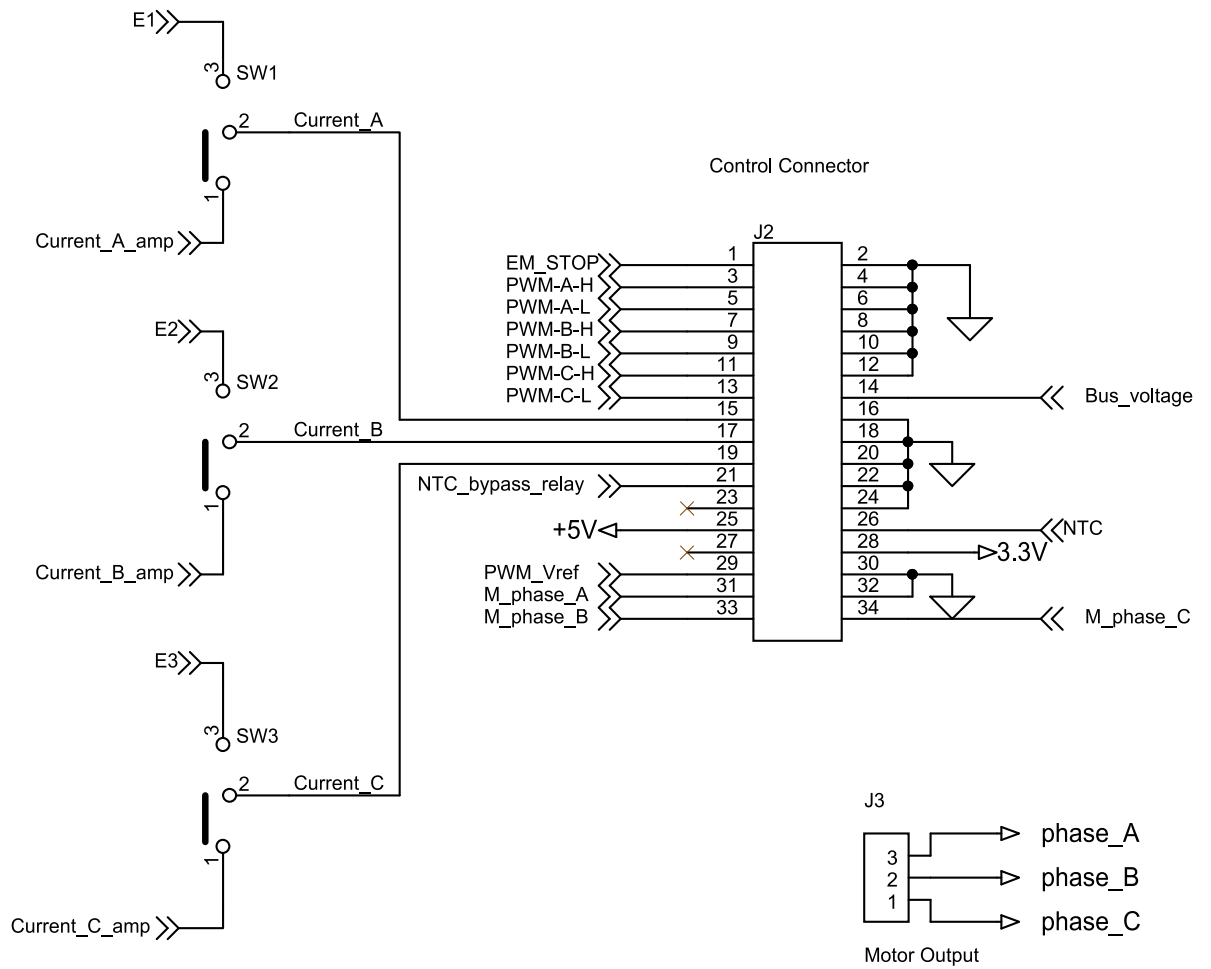 E1
3
SW1
2
Current_A
1
Current_A_amp
E2
3
SW2
2
Current_B
1
Current_B_amp
E3
3
SW3
2
Current_C
1
Current_C_amp
Control Connector
J2
EM_STOP 1 2
PWM-A-H 3 4
PWM-A-L 5 6
PWM-B-H 7 8
PWM-B-L 9 10
PWM-C-H 11 12
PWM-C-L 13 14 Bus_voltage
15 16
17 18
19 20
NTC_bypass_relay 21 22
23 24
+5V 25 26 NTC
27 28 3.3V
PWM_Vref 29 30
M_phase_A 31 32
M_phase_B 33 34 M_phase_C
J3
3 phase_A
2 phase_B
1 phase_C
Motor Output